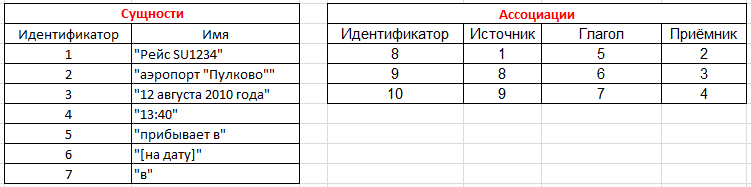 Сущности
Ассоциации
Идентификатор Имя
Идентификатор Источник Глагол Приёмник
1 "Рейс SU1234"
8 1 5 2
2 "аэропорт "Пулково""
9 8 6 3
3 "12 августа 2010 года"
10 9 7 4
4 "13:40"
5 "прибывает в"
6 "[на дату]"
7 "в"